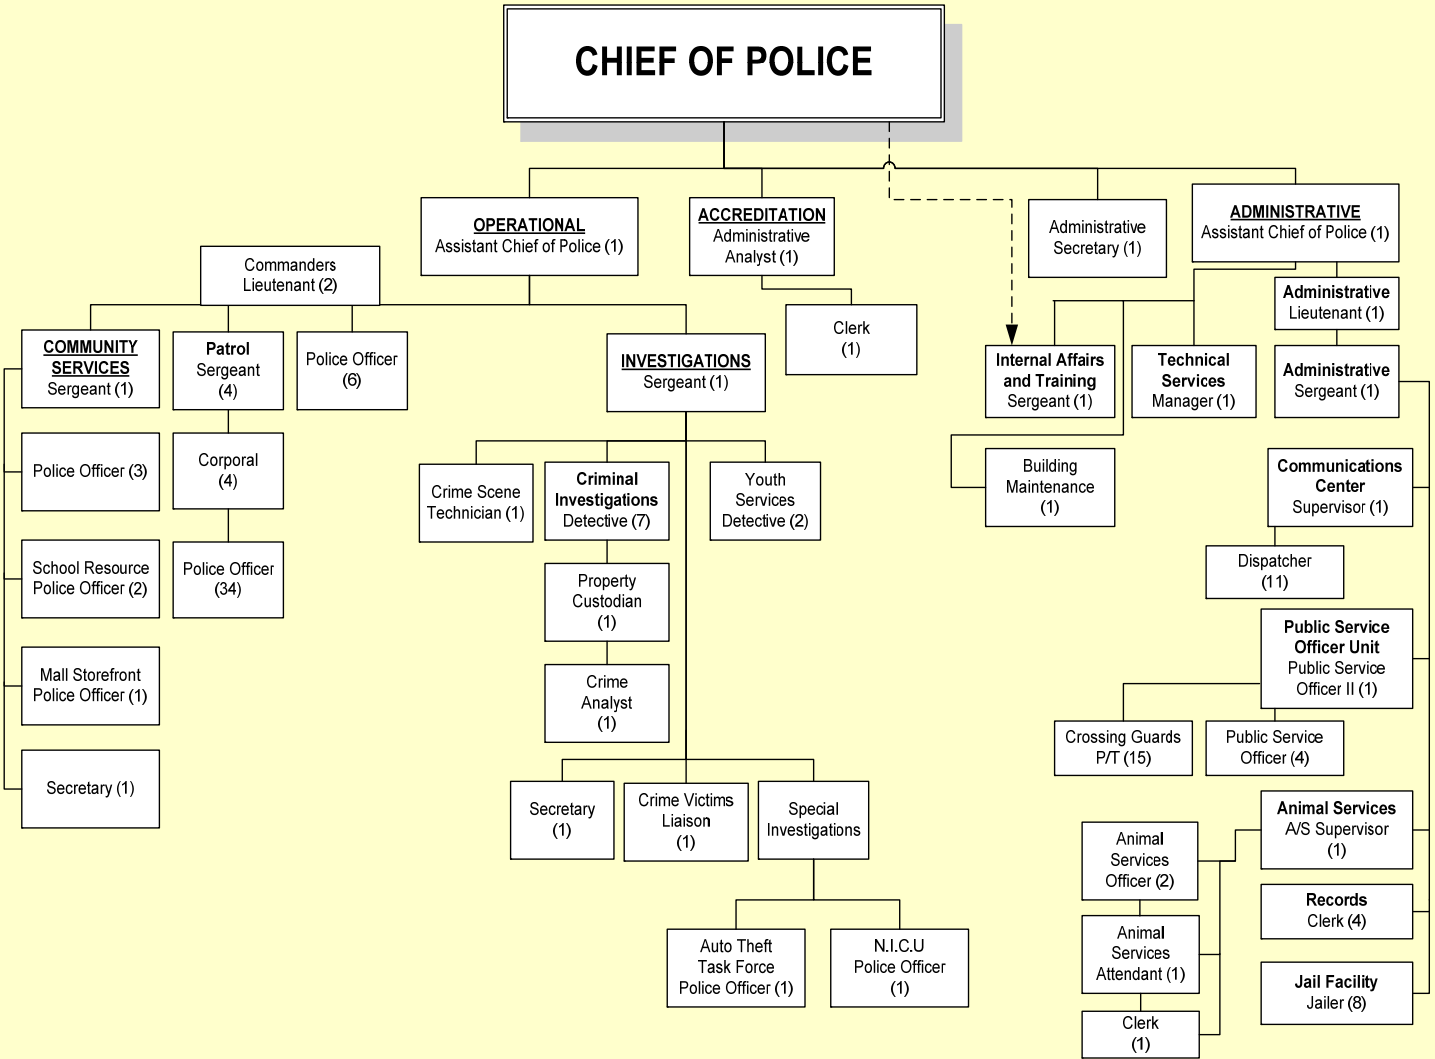 CHIEF OF POLICE
OPERATIONAL
Assistant Chief of Police (1)
ACCREDITATION
Administrative
Analyst (1)
Clerk
(1)
Administrative
Secretary (1)
ADMINISTRATIVE
Assistant Chief of Police (1)
Commanders
Lieutenant (2)
COMMUNITY
SERVICES
Sergeant (1)
Police Officer (3)
School Resource
Police Officer (2)
Mall Storefront
Police Officer (1)
Secretary (1)
Patrol
Sergeant
(4)
Corporal
(4)
Police Officer
(34)
Police Officer
(6)
INVESTIGATIONS
Sergeant (1)
Crime Scene
Technician (1)
Criminal
Investigations
Detective (7)
Property
Custodian
(1)
Crime
Analyst
(1)
Youth
Services
Detective (2)
Secretary
(1)
Crime Victims
Liaison
(1)
Special
Investigations
Auto Theft
Task Force
Police Officer (1)
N.I.C.U
Police Officer
(1)
Internal Affairs
and Training
Sergeant (1)
Technical
Services
Manager (1)
Building
Maintenance
(1)
Administrative
Lieutenant (1)
Administrative
Sergeant (1)
Communications
Center
Supervisor (1)
Dispatcher
(11)
Public Service
Officer Unit
Public Service
Officer II (1)
Crossing Guards
P/T (15)
Public Service
Officer (4)
Animal Services
A/S Supervisor
(1)
Animal
Services
Officer (2)
Animal
Services
Attendant (1)
Clerk
(1)
Records
Clerk (4)
Jail Facility
Jailer (8)